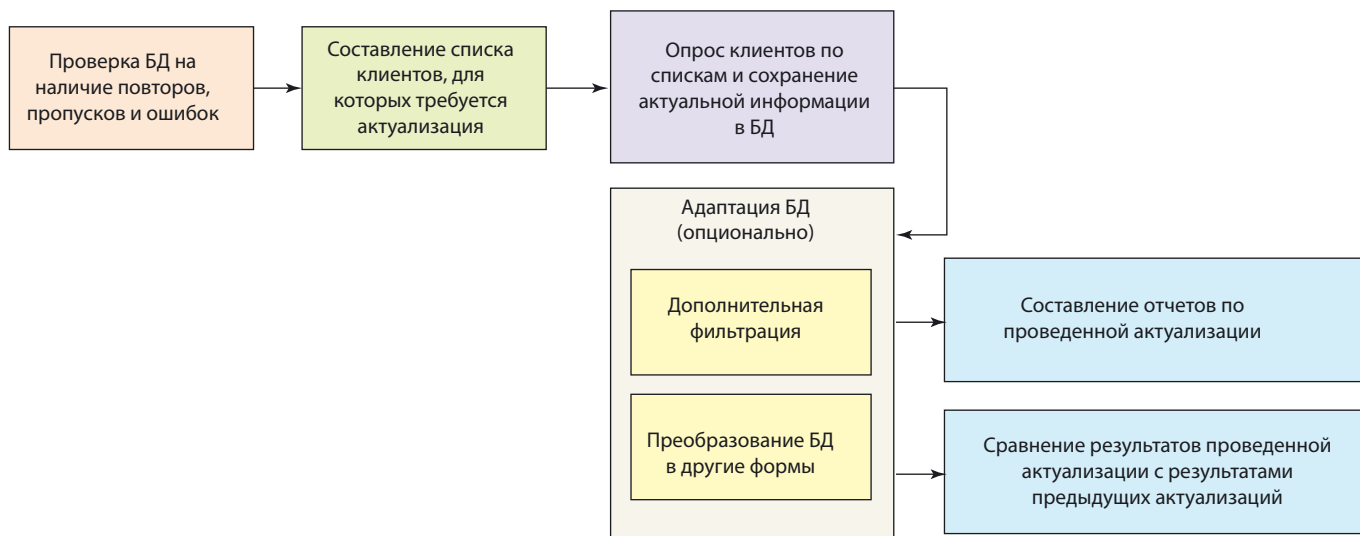 Проверка БД на
наличие повторов,
пропусков и ошибок
Составление списка
клиентов, для
которых требуется
актуализация
Опрос клиентов по
спискам и сохранение
актуальной информации
в БД
Адаптация БД
(опционально)
Дополнительная
фильтрация
Преобразование БД
в другие формы
Составление отчетов по
проведенной актуализации
Сравнение результатов проведенной
актуализации с результатами
предыдущих актуализаций